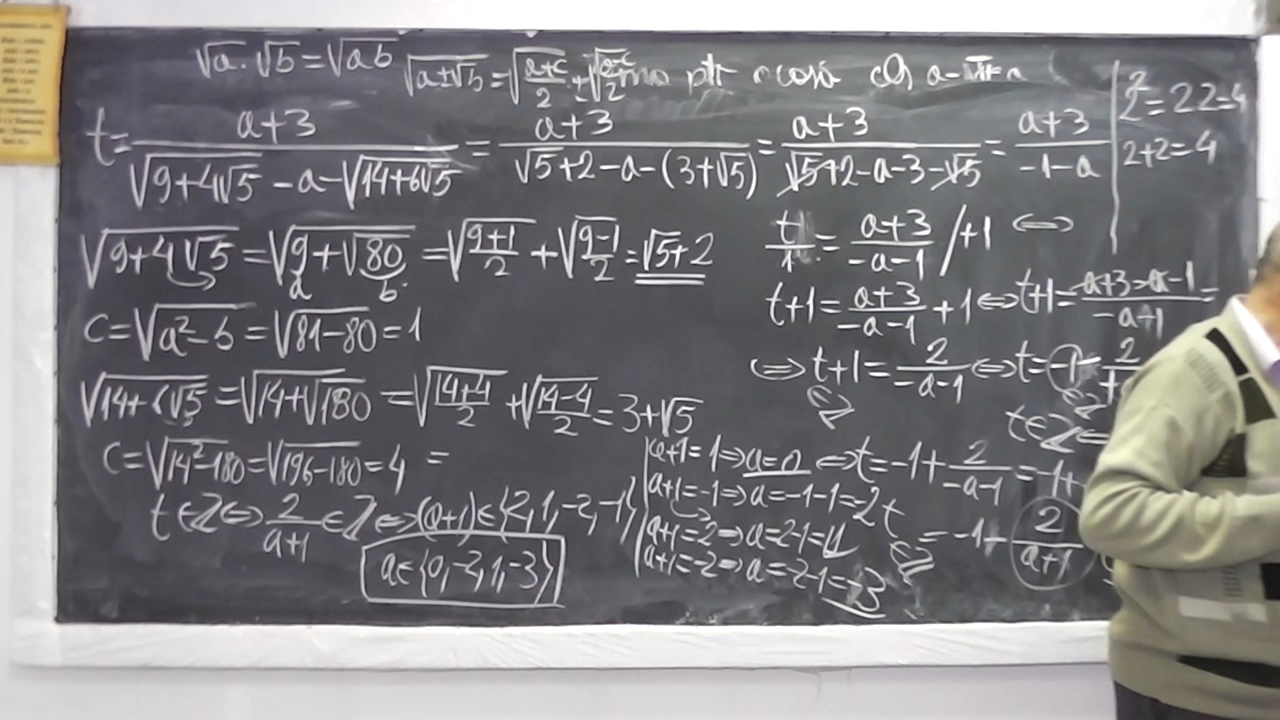 √a·√b=√ab
√a±√b=√(a+c)/2±√(a-c)/2
2²=2·2=4
2+2=4
t=(a+3)/(√9+4√5-a-√14+6√5)=(a+3)/(√5+2-a-(3+√5))=(a+3)/(√5+2-a-3-√5)=(a+3)/(-1-a)
√9+4√5=√9+√80=√(9+1)/2+√(9-1)/2=√5+2
a b
t/1=(a+3)/(-a-1) /+1 ⇔
C=√a²-b=√81-80=1
t+1=(a+3)/(-a-1)+1⇔t+1=(a+3-a-1)/(-a+1)=
⇔t+1=2/(-a-1)⇔t=-1-2/
√14+6√5=√14+√180=√(14+4)/2+√(14-4)/2=3+√5
C=√14²-180=√196-180=4 =
a+1=1⇒a=0
⇔t=-1+2/(-a-1)=-1+
a+1=-1⇒a=-1-1=-2
a+1=2⇒a=2-1=1
a+1=-2⇒a=-2-1=-3
t
=-1-2/(a+1)
t∈Z⇔2/(a+1)∈Z⇔(a+1)∈{2,1,-2,-1}
a∈{0,-2,1,-3}